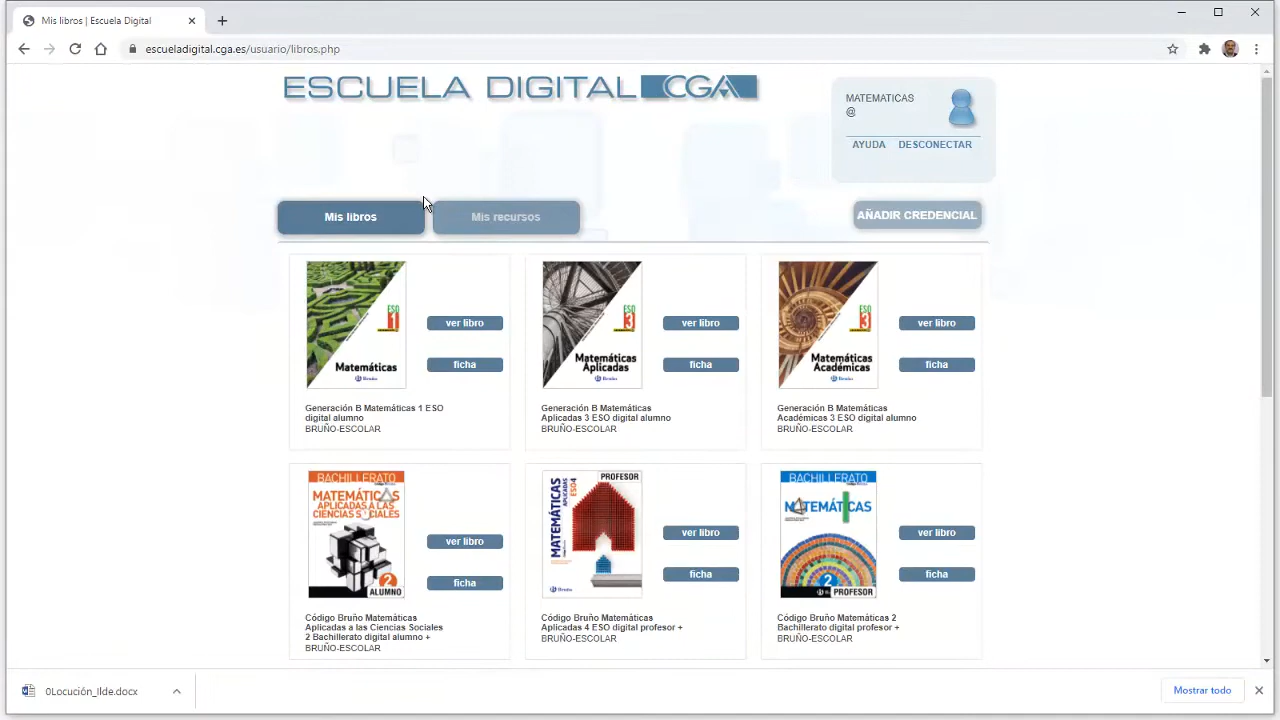 Mis libros | Escuela Digital
escueladigital.cga.es/usuario/libros.php
ESCUELA DIGITAL CGA
MATEMATICAS
@
AYUDA DESCONECTAR
Mis libros
Mis recursos
AÑADIR CREDENCIAL
ESO
1
Matemáticas
Bruño
ver libro
ficha
Generación B Matemáticas 1 ESO
digital alumno
BRUÑO-ESCOLAR
ESO
3
Matemáticas
Aplicadas
Bruño
ver libro
ficha
Generación B Matemáticas
Aplicadas 3 ESO digital alumno
BRUÑO-ESCOLAR
ESO
3
Matemáticas
Académicas
Bruño
ver libro
ficha
Generación B Matemáticas
Académicas 3 ESO digital alumno
BRUÑO-ESCOLAR
BACHILLERATO
MATEMÁTICAS
APLICADAS A LAS
CIENCIAS SOCIALES
2
ALUMNO
ver libro
ficha
Código Bruño Matemáticas
Aplicadas a las Ciencias Sociales
2 Bachillerato digital alumno +
BRUÑO-ESCOLAR
PROFESOR
MATEMÁTICAS
APLICADAS ESO4
Bruño
ver libro
ficha
Código Bruño Matemáticas
Aplicadas 4 ESO digital profesor +
BRUÑO-ESCOLAR
BACHILLERATO
MATEMÁTICAS
2
PROFESOR
ver libro
ficha
Código Bruño Matemáticas 2
Bachillerato digital profesor +
BRUÑO-ESCOLAR
0Locución_Ilde.docx
Mostrar todo